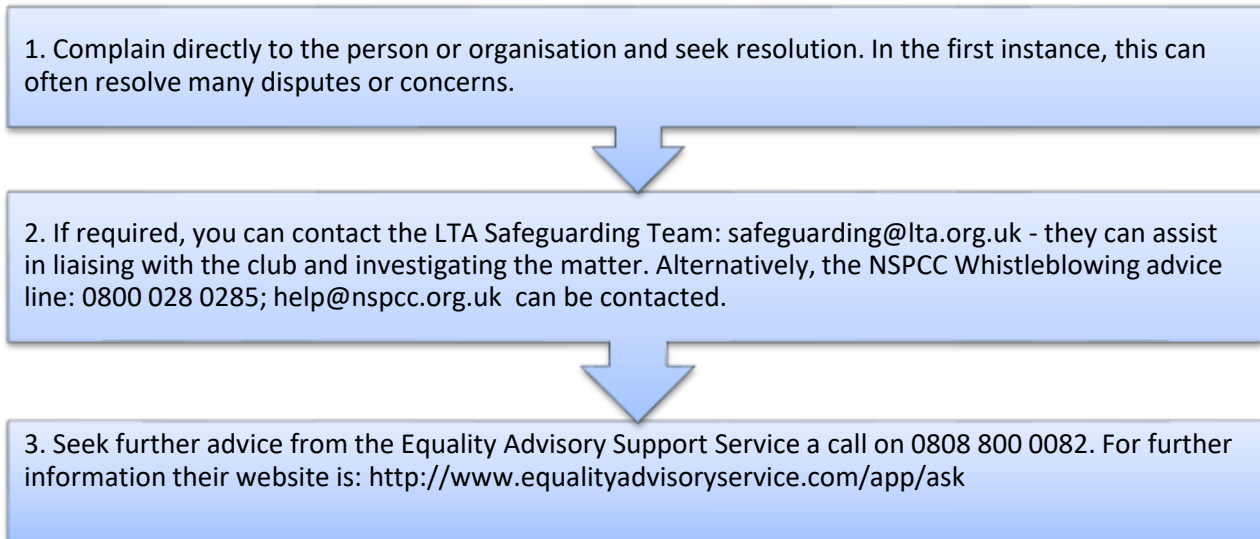 1. Complain directly to the person or organisation and seek resolution. In the first instance, this can
often resolve many disputes or concerns.
2. If required, you can contact the LTA Safeguarding Team: safeguarding@lta.org.uk - they can assist
in liaising with the club and investigating the matter. Alternatively, the NSPCC Whistleblowing advice
line: 0800 028 0285; help@nspcc.org.uk  can be contacted.
3. Seek further advice from the Equality Advisory Support Service a call on 0808 800 0082. For further
information their website is: http://www.equalityadvisoryservice.com/app/ask